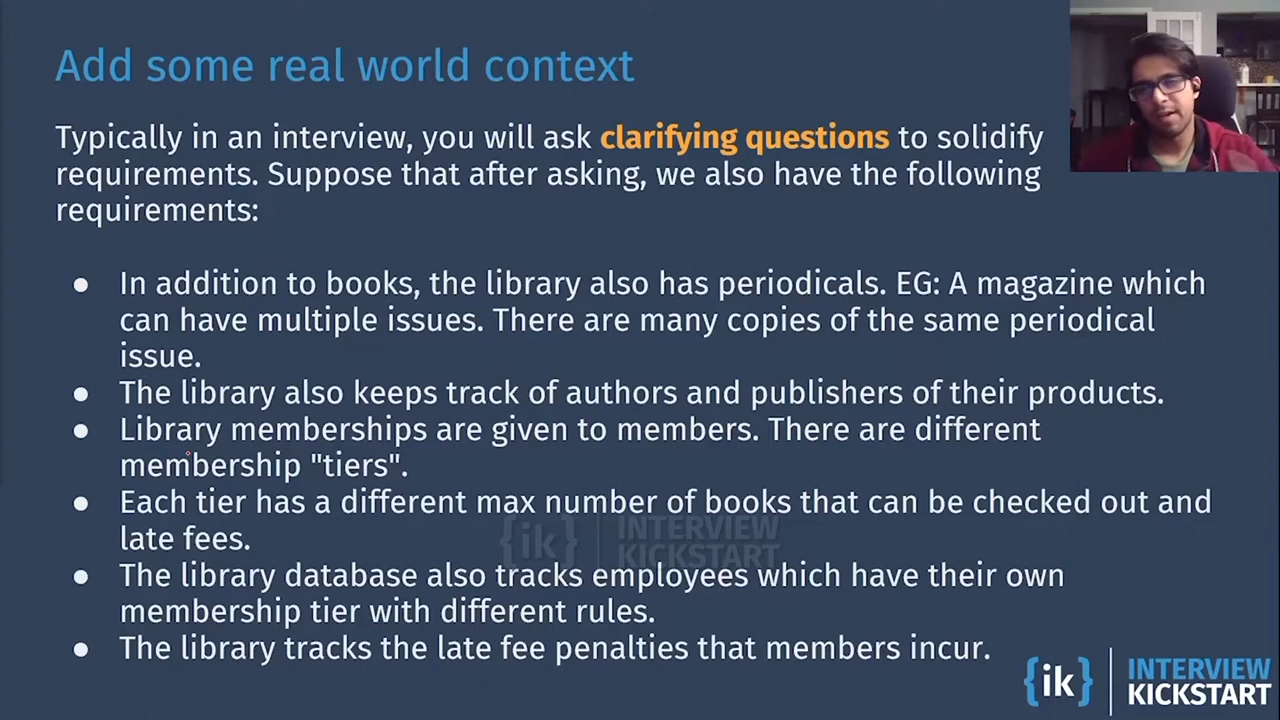 Add some real world context
Typically in an interview, you will ask clarifying questions to solidify
requirements. Suppose that after asking, we also have the following
requirements:
● In addition to books, the library also has periodicals. EG: A magazine which
can have multiple issues. There are many copies of the same periodical
issue.
● The library also keeps track of authors and publishers of their products.
● Library memberships are given to members. There are different
membership "tiers".
● Each tier has a different max number of books that can be checked out and
late fees.
{ik} INTERVIEW
KICKSTART
● The library database also tracks employees which have their own
membership tier with different rules.
● The library tracks the late fee penalties that members incur.
{ik} INTERVIEW
KICKSTART